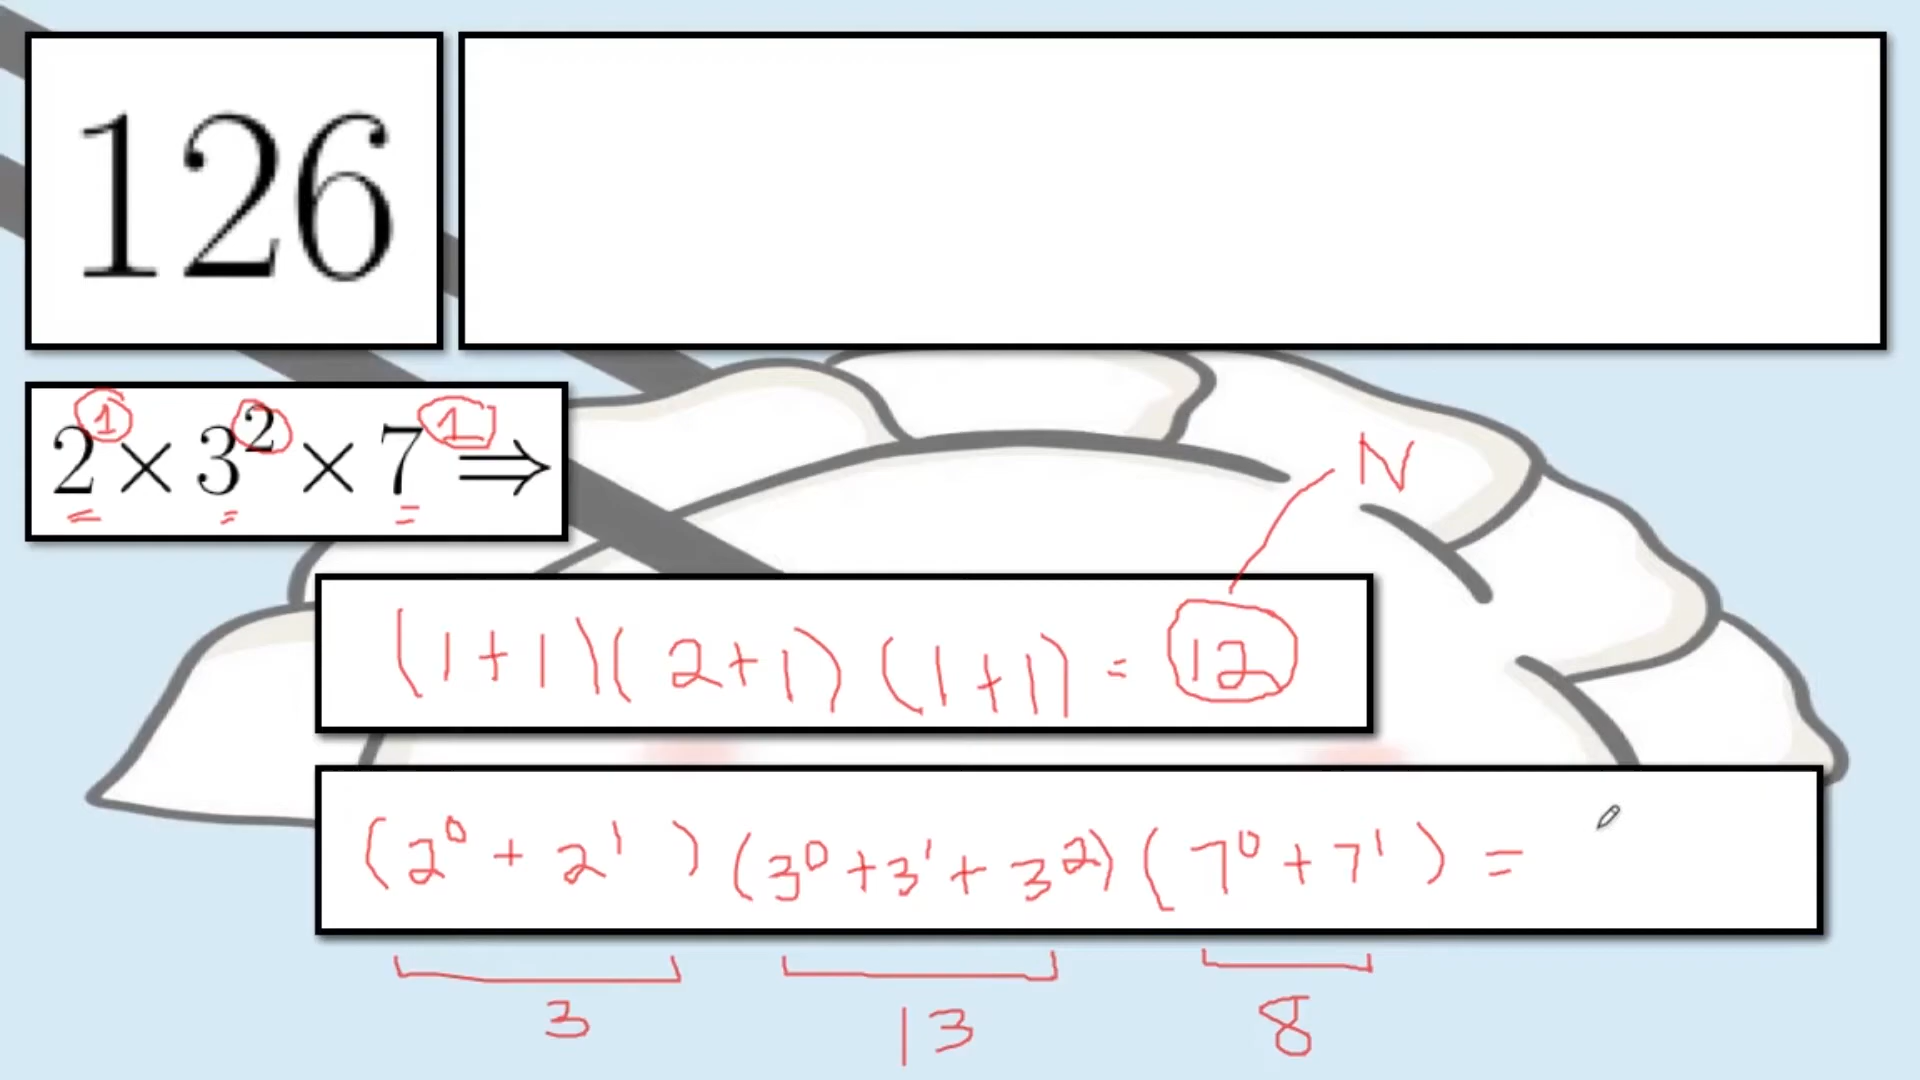 126
2¹ × 3² × 7¹ ⇒
N
(1+1)(2+1)(1+1) = 12
(2⁰ + 2¹)(3⁰+3¹+3²)(7⁰+7¹) =
3 13 8